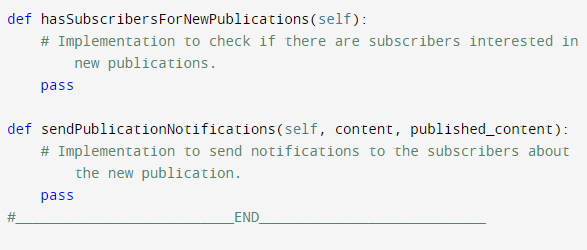 def hasSubscribersForNewPublications(self):
# Implementation to check if there are subscribers interested in
new publications.
pass
def sendPublicationNotifications(self, content, published_content):
# Implementation to send notifications to the subscribers about
the new publication.
pass
#__________________________END___________________________